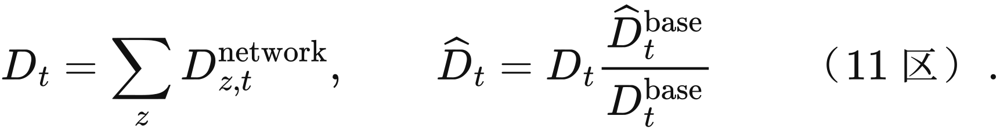 $D_t = \sum_z D_{z,t}^{\text{network}}, \qquad \widehat{D}_t = D_t \frac{\widehat{D}_t^{\text{base}}}{D_t^{\text{base}}} \qquad （11 区）.$